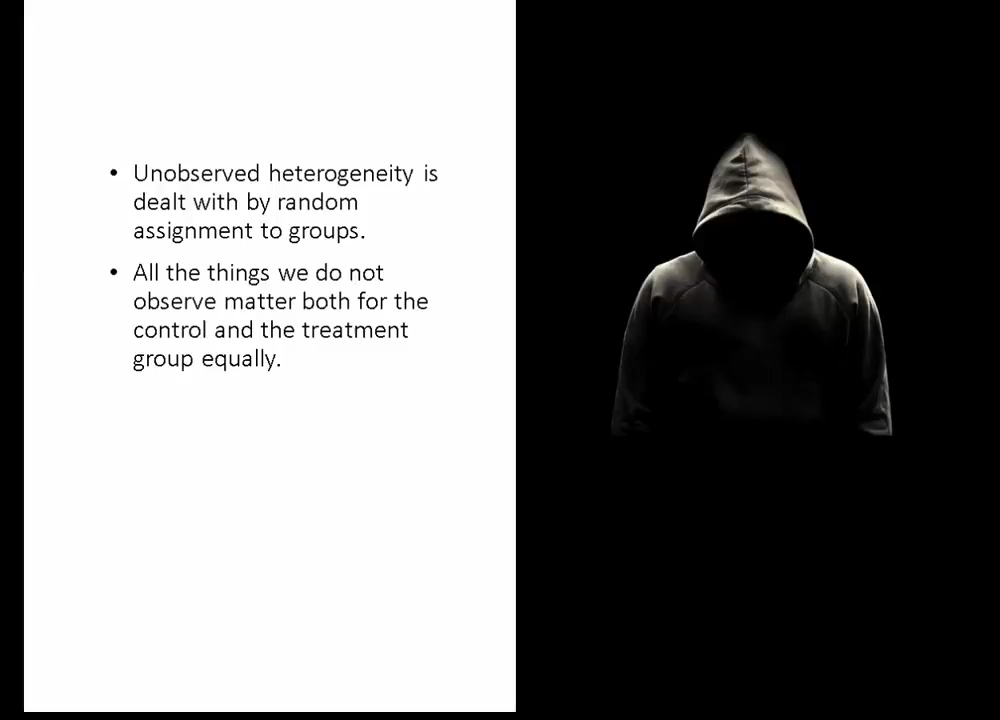 • Unobserved heterogeneity is
dealt with by random
assignment to groups.
• All the things we do not
observe matter both for the
control and the treatment
group equally.